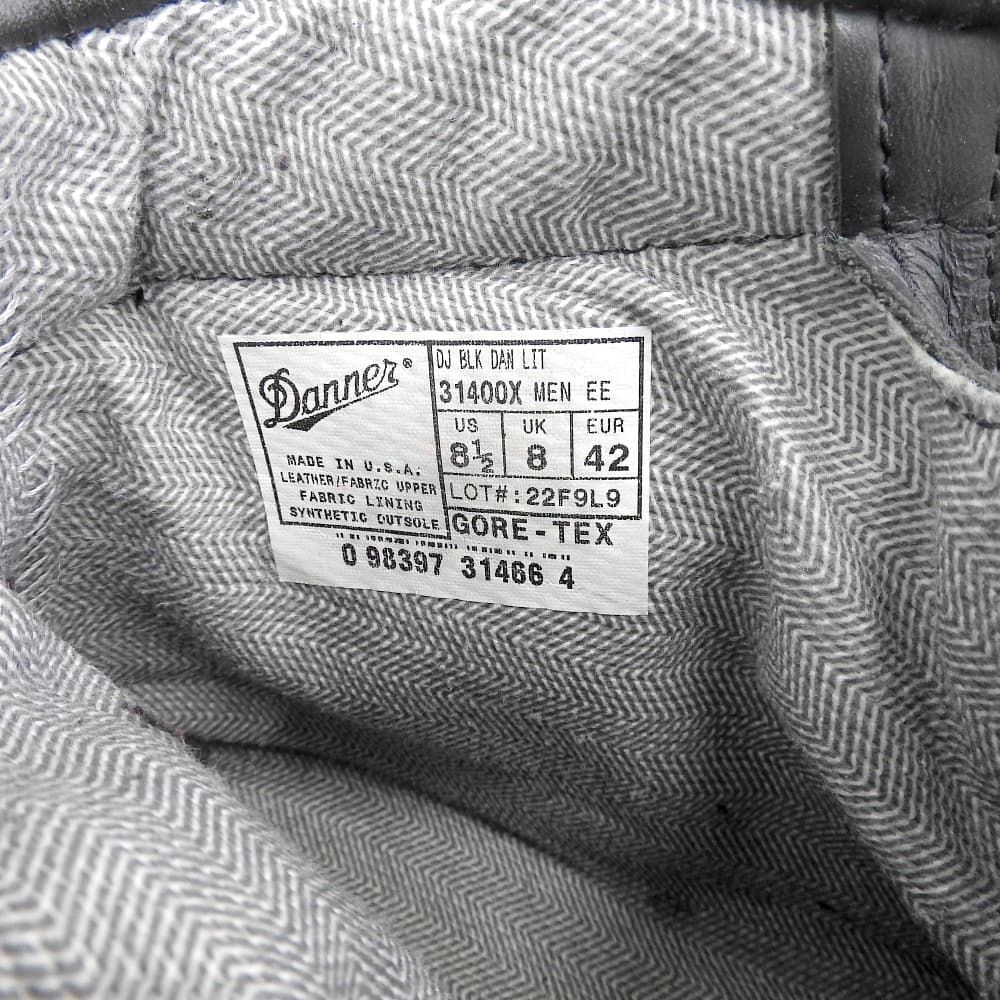 Danner®
MADE IN U.S.A.
LEATHER/FABRIC UPPER
FABRIC LINING
SYNTHETIC OUTSOLE
DJ BLK DAN LIT
31400X MEN EE
US UK EUR
8½ 8 42
LOT#:22F9L9
GORE-TEX
0 98397 31466 4